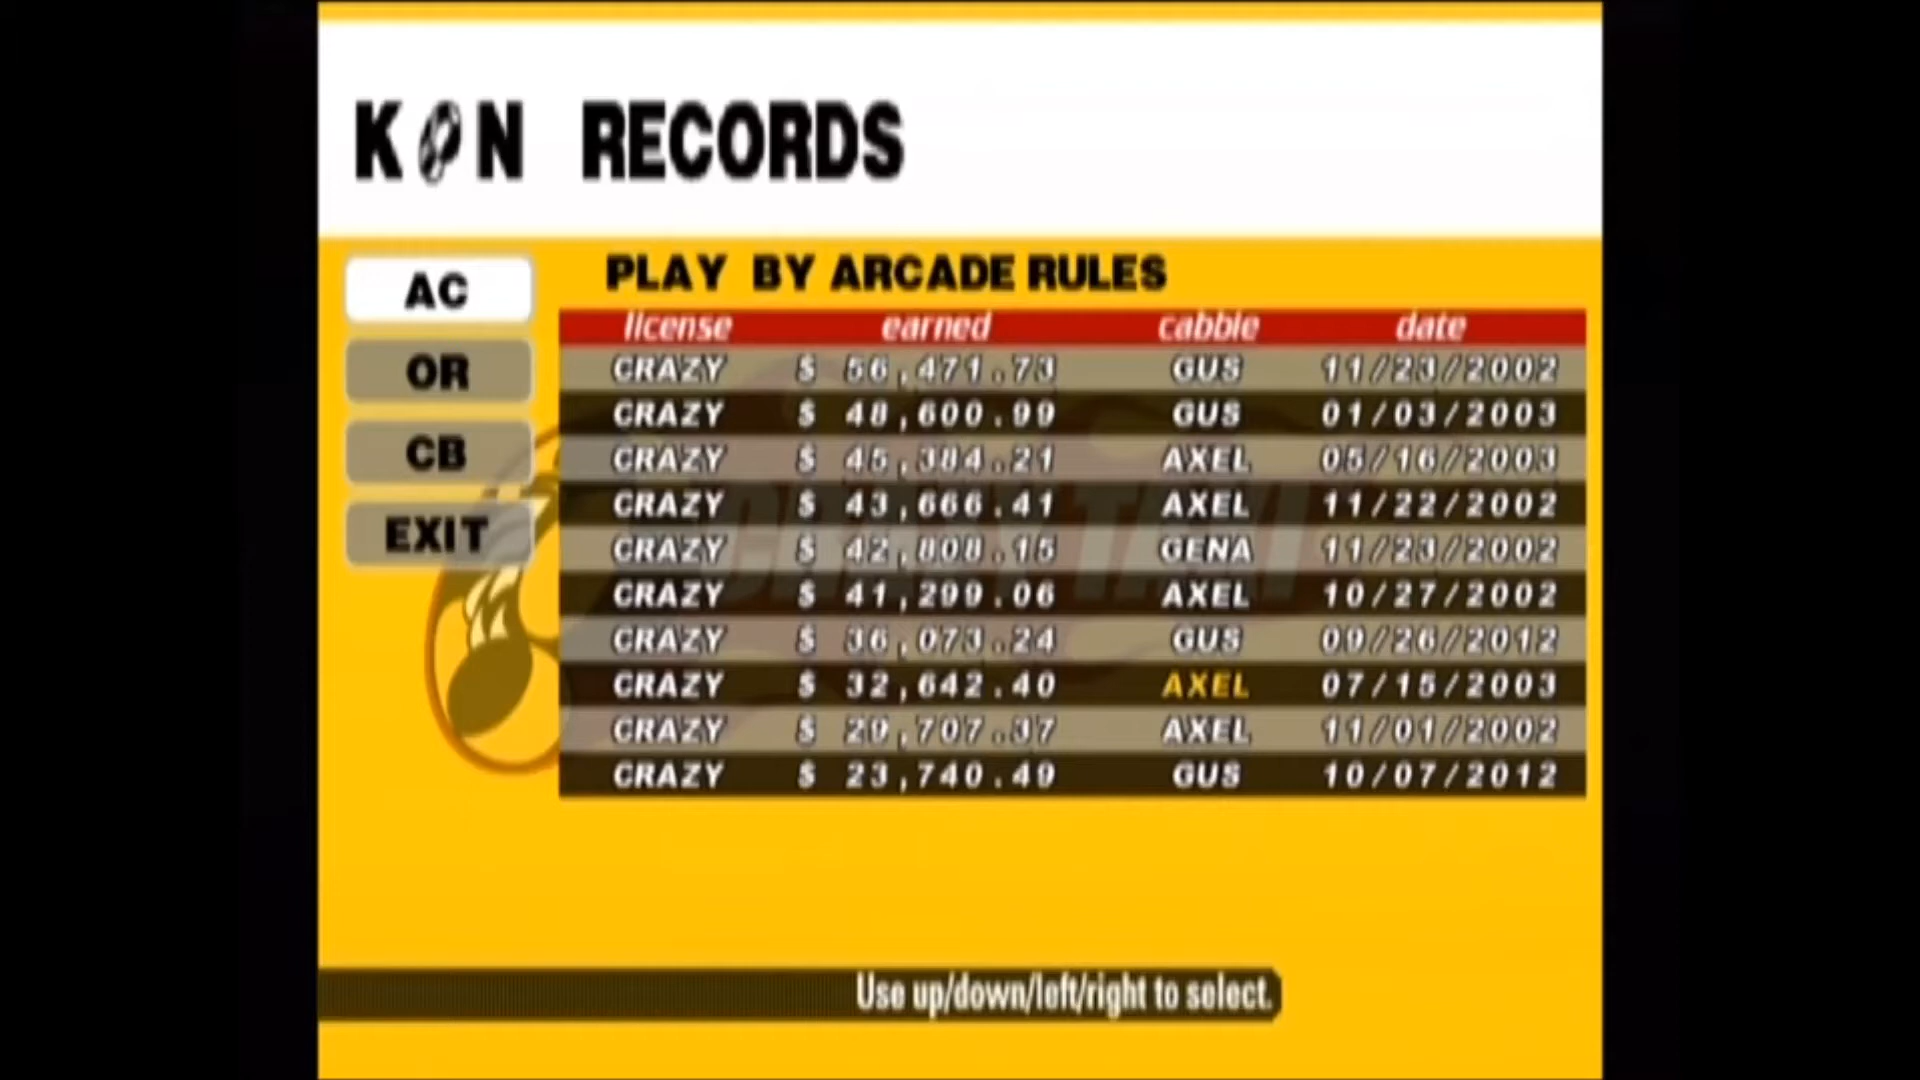 KON RECORDS
AC
OR
CB
EXIT
PLAY BY ARCADE RULES
license earned cabbie date
CRAZY $ 56,471.73 GUS 11/23/2002
CRAZY $ 48,600.99 GUS 01/03/2003
CRAZY $ 45,384.21 AXEL 05/16/2003
CRAZY $ 43,666.41 AXEL 11/22/2002
CRAZY $ 42,808.15 GENA 11/23/2002
CRAZY $ 41,299.06 AXEL 10/27/2002
CRAZY $ 36,073.24 GUS 09/26/2012
CRAZY $ 32,642.40 AXEL 07/15/2003
CRAZY $ 29,707.37 AXEL 11/01/2002
CRAZY $ 23,740.49 GUS 10/07/2012
CRAZY TAXI
Use up/down/left/right to select.